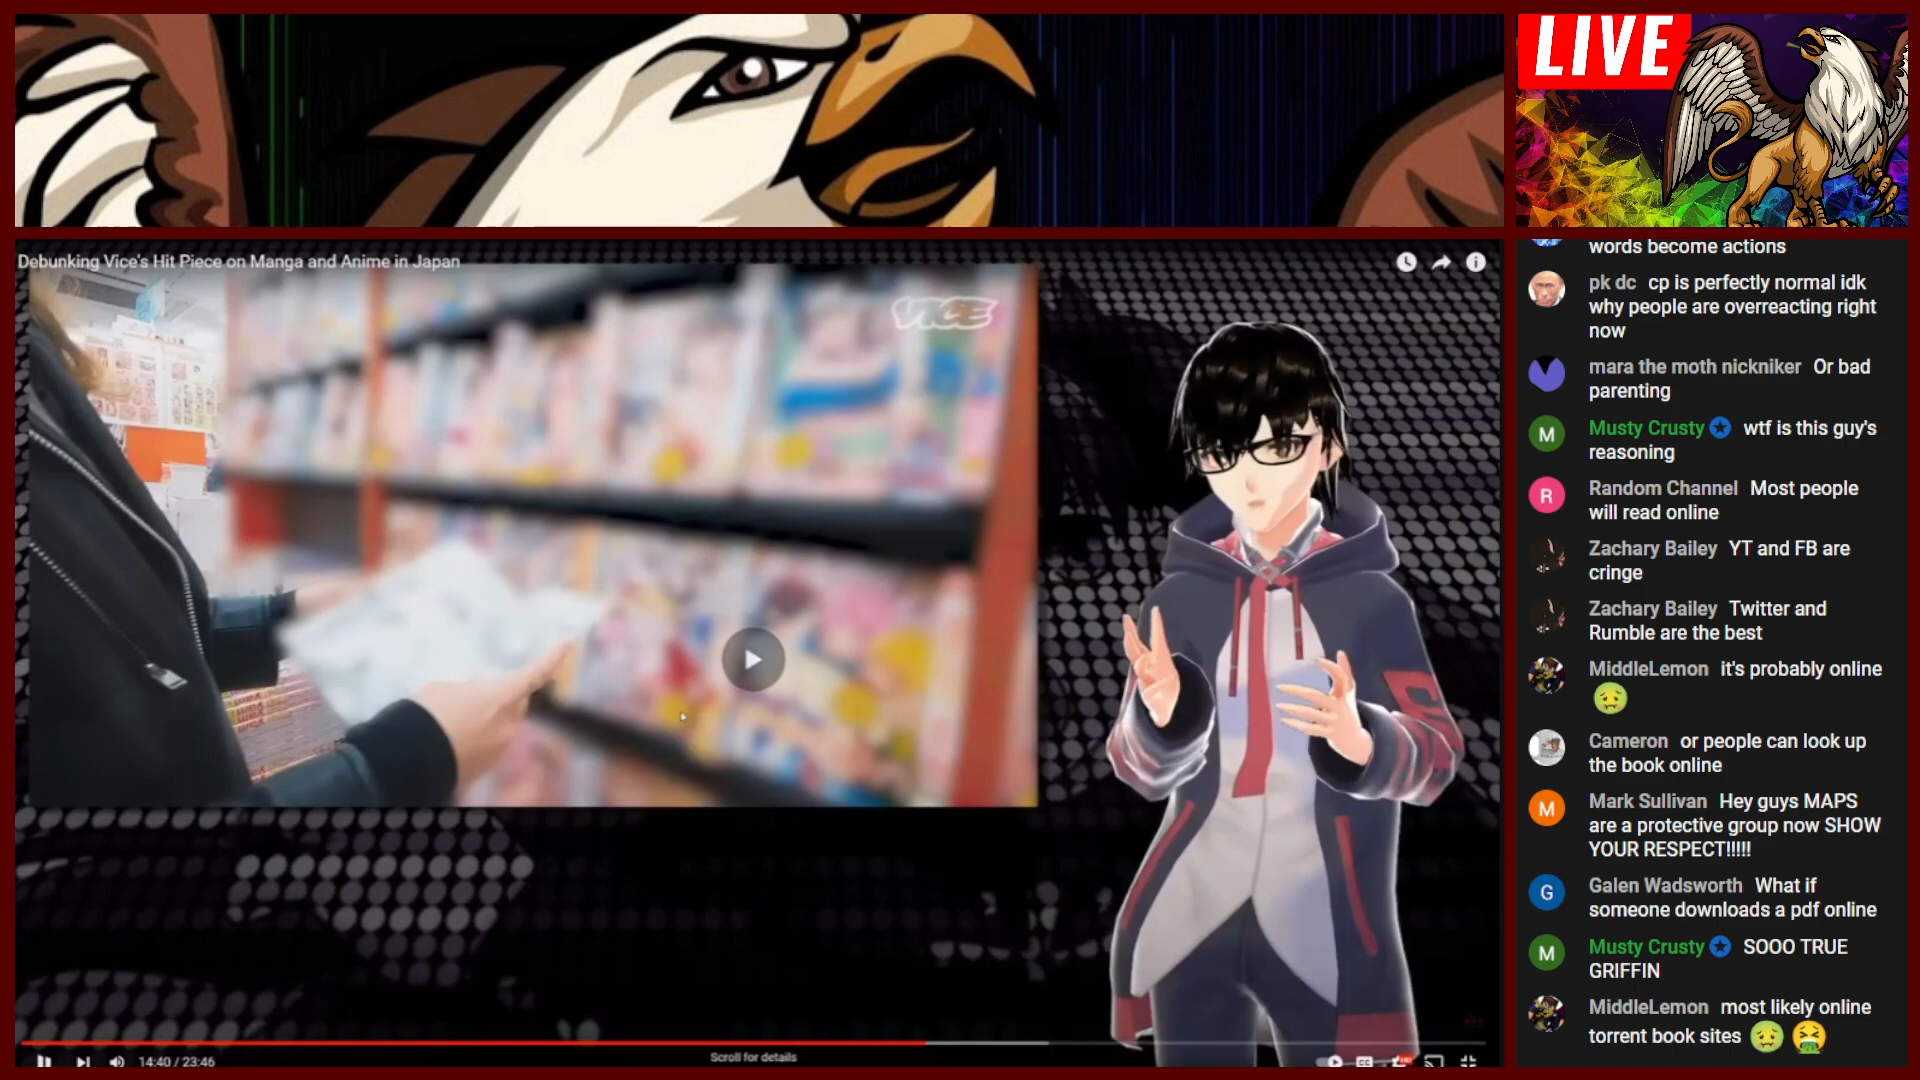 LIVE
Debunking Vice's Hit Piece on Manga and Anime in Japan
VICE
14:40 / 23:46
Scroll for details
CC
HD
words become actions
pk dc cp is perfectly normal idk
why people are overreacting right
now
mara the moth nickniker Or bad
parenting
M
Musty Crusty wtf is this guy's
reasoning
R
Random Channel Most people
will read online
Zachary Bailey YT and FB are
cringe
Zachary Bailey Twitter and
Rumble are the best
MiddleLemon it's probably online
Cameron or people can look up
the book online
M
Mark Sullivan Hey guys MAPS
are a protective group now SHOW
YOUR RESPECT!!!!!
G
Galen Wadsworth What if
someone downloads a pdf online
M
Musty Crusty SOOO TRUE
GRIFFIN
MiddleLemon most likely online
torrent book sites